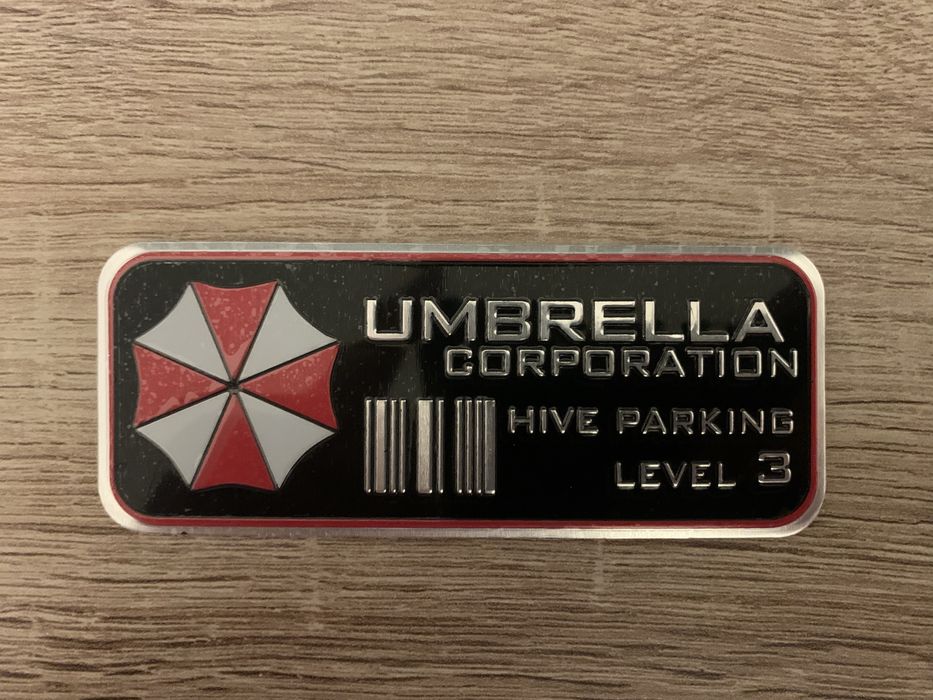 UMBRELLA
CORPORATION
HIVE PARKING
LEVEL 3